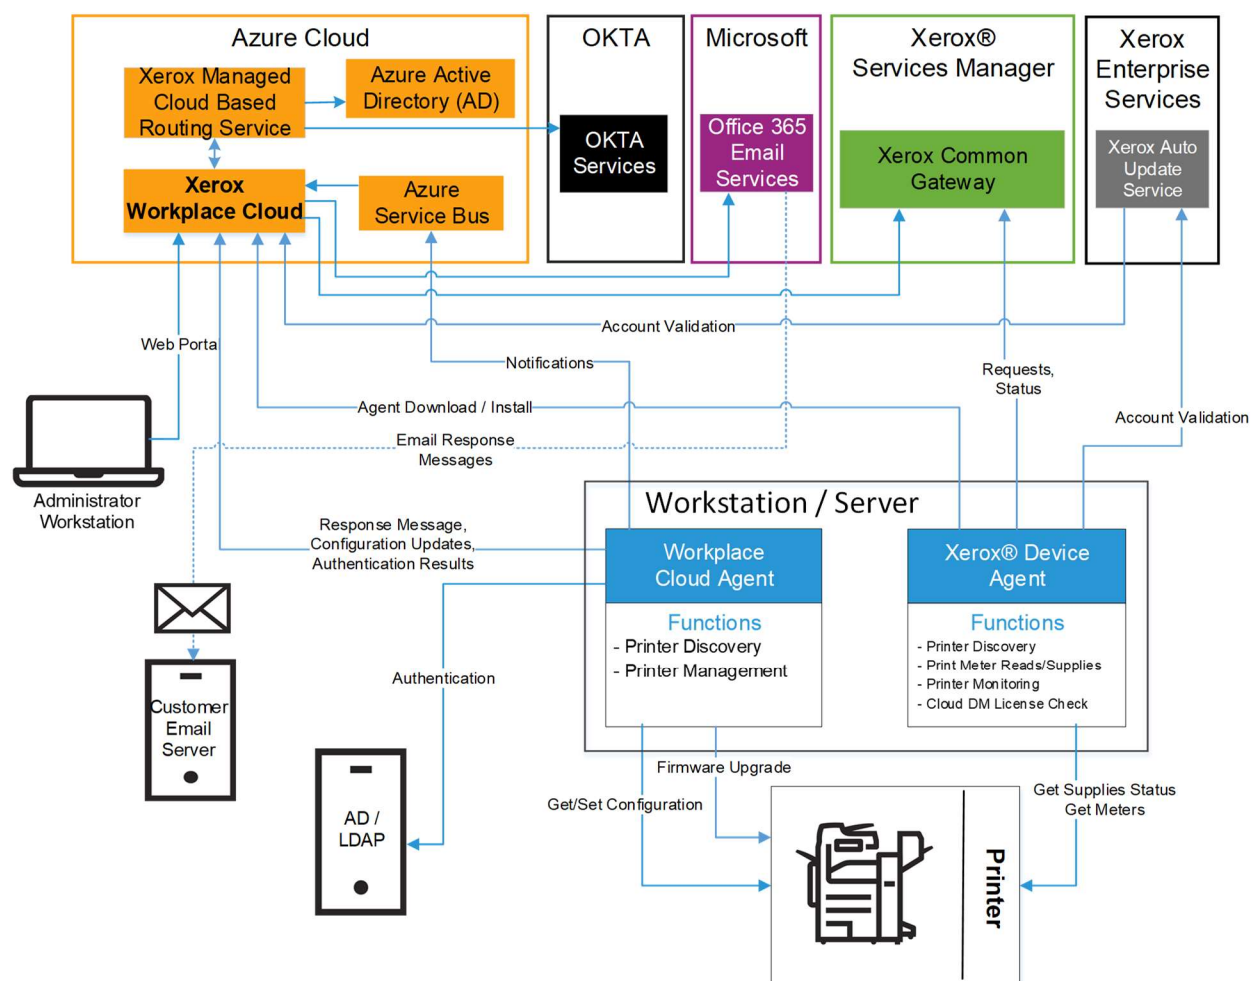 Azure Cloud
Xerox Managed
Cloud Based
Routing Service
Azure Active
Directory (AD)
Xerox
Workplace Cloud
Azure
Service Bus
OKTA
OKTA
Services
Microsoft
Office 365
Email
Services
Xerox®
Services Manager
Xerox Common
Gateway
Xerox
Enterprise
Services
Xerox Auto
Update
Service
Account Validation
Web Portal
Notifications
Requests,
Status
Agent Download / Install
Account Validation
Email Response
Messages
Administrator
Workstation
Workstation / Server
Response Message,
Configuration Updates,
Authentication Results
Workplace
Cloud Agent
Functions
- Printer Discovery
- Printer Management
Xerox® Device
Agent
Functions
- Printer Discovery
- Print Meter Reads/Supplies
- Printer Monitoring
- Cloud DM License Check
Authentication
Customer
Email
Server
AD /
LDAP
Firmware Upgrade
Get/Set Configuration
Get Supplies Status
Get Meters
Printer